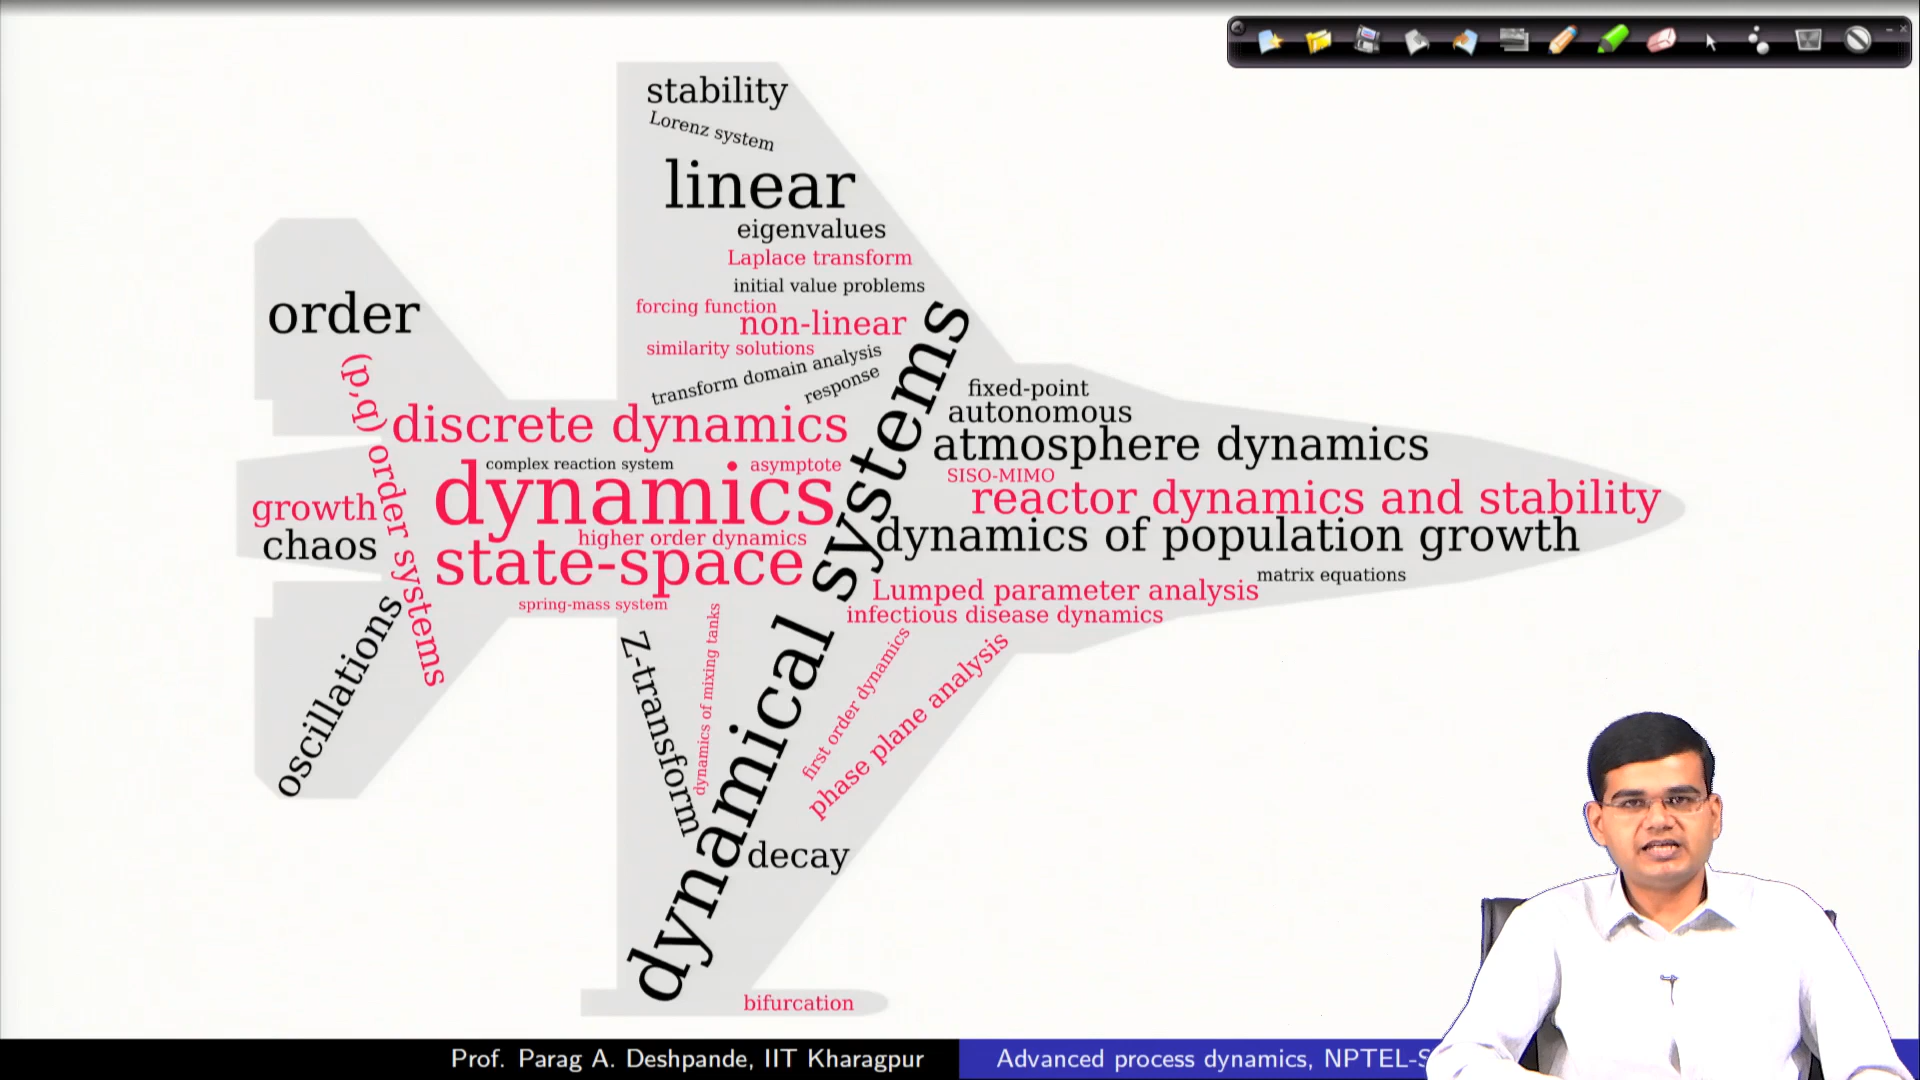 stability
Lorenz system
linear
eigenvalues
Laplace transform
initial value problems
forcing function
non-linear
similarity solutions
transform domain analysis
response
order
(p,q) order systems
discrete dynamics
complex reaction system
asymptote
dynamics
higher order dynamics
state-space
spring-mass system
growth
chaos
oscillations
dynamical systems
fixed-point
autonomous
atmosphere dynamics
SISO-MIMO
reactor dynamics and stability
dynamics of population growth
matrix equations
Lumped parameter analysis
infectious disease dynamics
Z-transform
dynamics of mixing tanks
first order dynamics
phase plane analysis
decay
bifurcation
Prof. Parag A. Deshpande, IIT Kharagpur
Advanced process dynamics, NPTEL-S